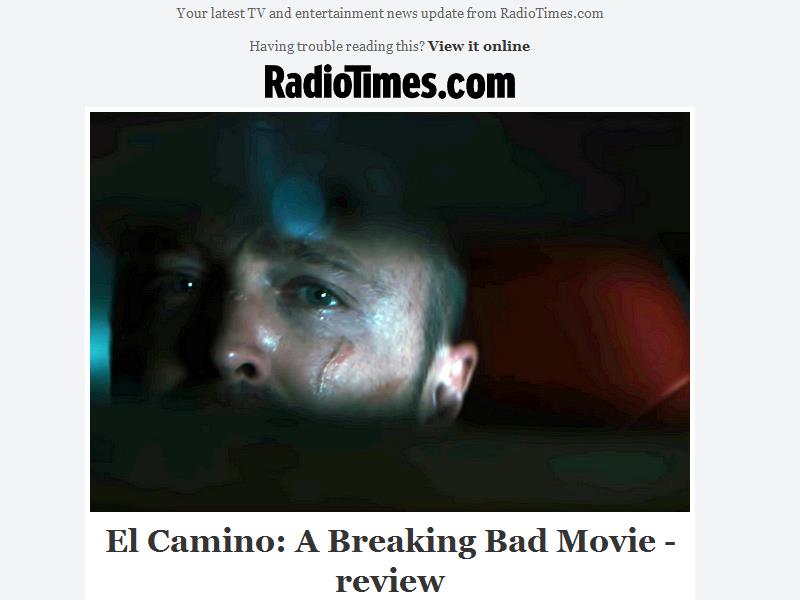 Your latest TV and entertainment news update from RadioTimes.com
Having trouble reading this? View it online
RadioTimes.com
El Camino: A Breaking Bad Movie -
review